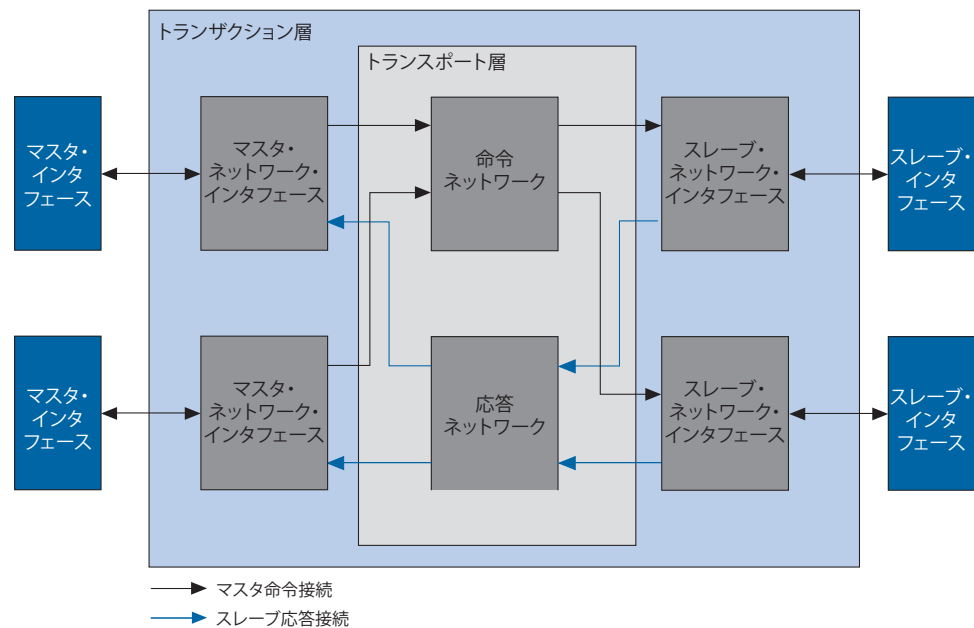 トランザクション層
トランスポート層
マスタ・
インタ
フェース
マスタ・
ネットワーク・
インタフェース
命令
ネットワーク
スレーブ・
ネットワーク・
インタフェース
スレーブ・
インタ
フェース
マスタ・
インタ
フェース
マスタ・
ネットワーク・
インタフェース
応答
ネットワーク
スレーブ・
ネットワーク・
インタフェース
スレーブ・
インタ
フェース
マスタ命令接続
スレーブ応答接続